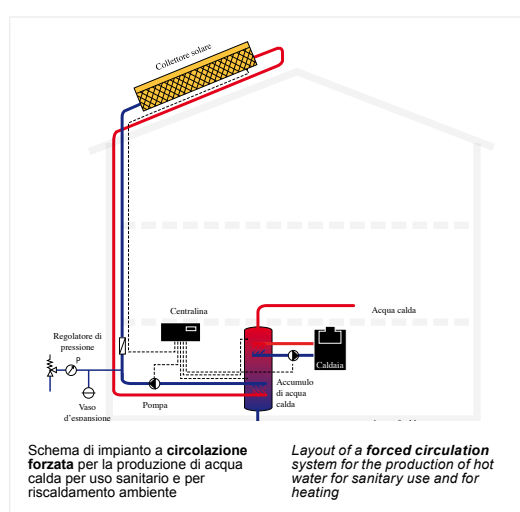 Collettore solare
Centralina
Acqua calda
Regolatore di
pressione
P
Caldaia
Accumulo
di acqua
calda
Pompa
Vaso
d'espansione
Schema di impianto a circolazione
forzata per la produzione di acqua
calda per uso sanitario e per
riscaldamento ambiente
Layout of a forced circulation
system for the production of hot
water for sanitary use and for
heating